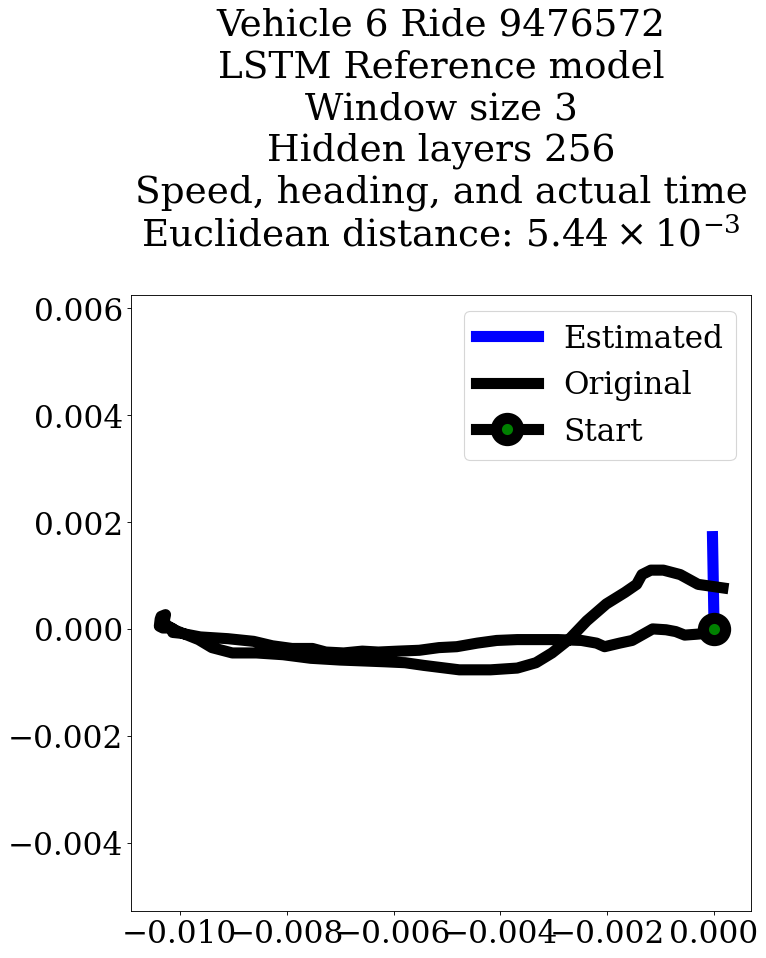 Vehicle 6 Ride 9476572
LSTM Reference model
Window size 3
Hidden layers 256
Speed, heading, and actual time
Euclidean distance: 5.44 × 10⁻³
0.006
0.004
0.002
0.000
−0.002
−0.004
Estimated
Original
Start
−0.010 −0.008 −0.006 −0.004 −0.002 0.000